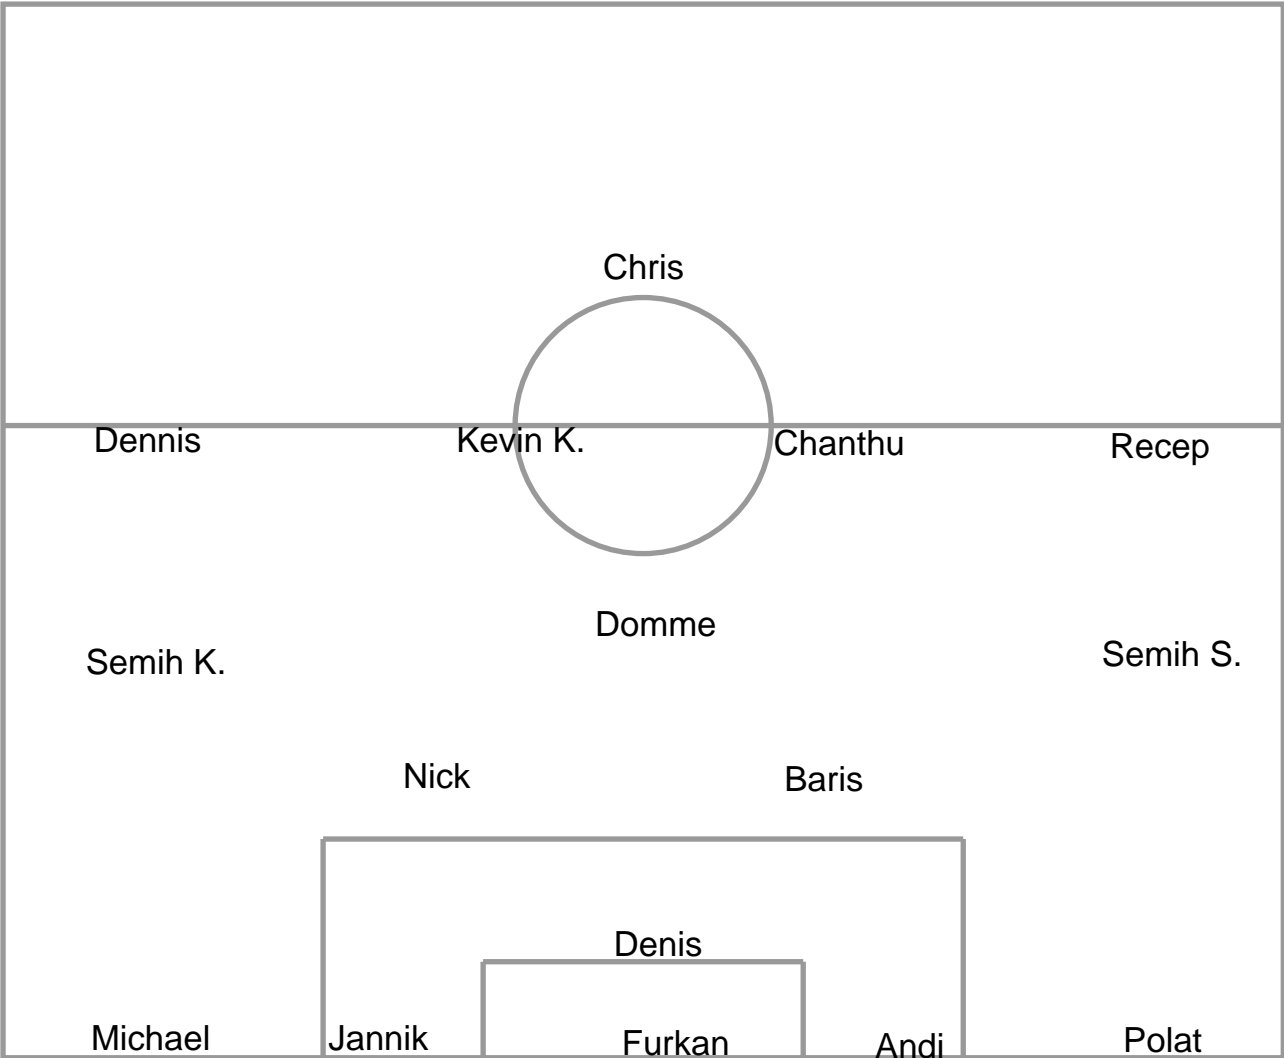 Chris
Dennis Kevin K. Chanthu Recep
Domme
Semih K. Semih S.
Nick Baris
Denis
Michael Jannik Furkan Andi Polat